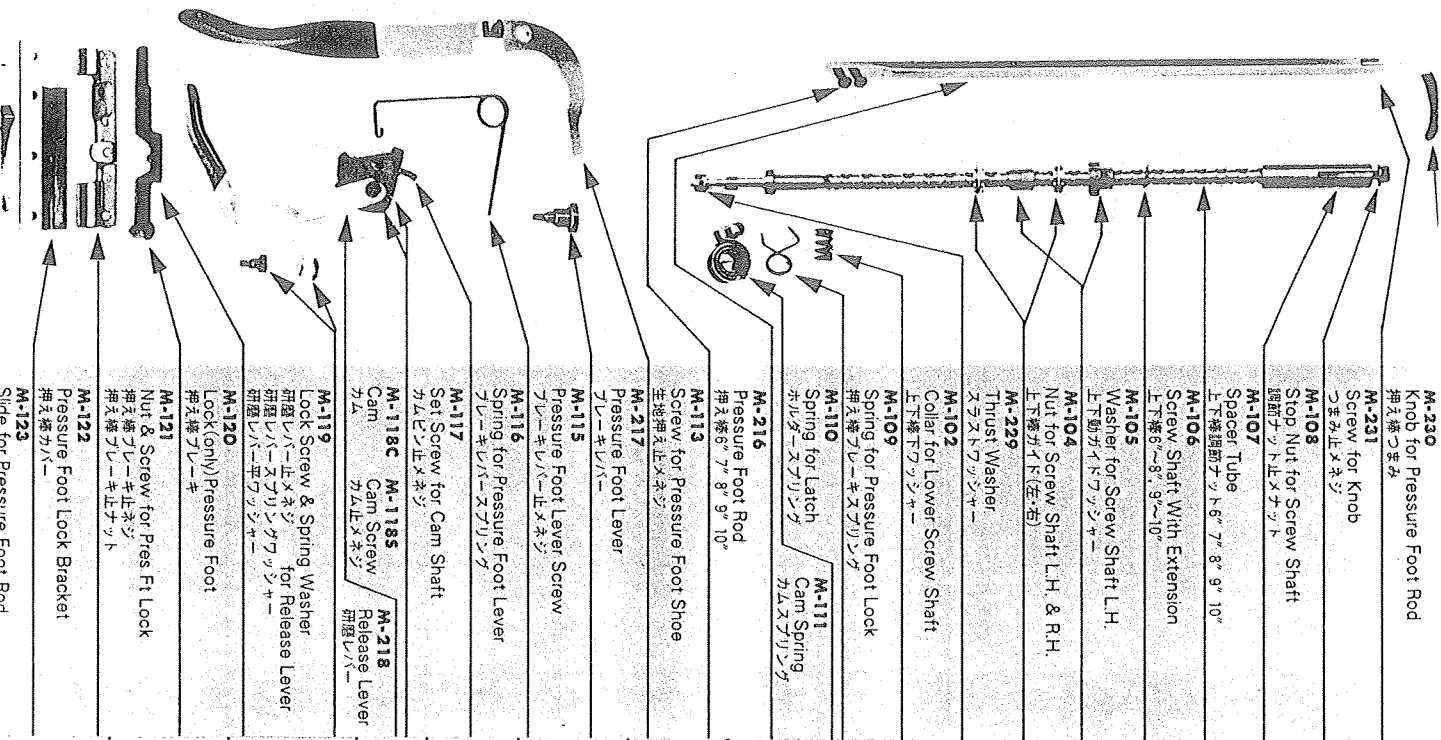 M-230
Knob for Pressure Foot Rod
押え棒つまみ
M-231
Screw for Knob
つまみ止メネジ
M-108
Stop Nut for Screw Shaft
調節ナット止メナット
M-107
Spacer Tube
上下棒調節ナット6" 7" 8" 9" 10"
M-106
Screw Shaft With Extension
上下棒6"~8", 9"~10"
M-105
Washer for Screw Shaft L.H.
上下動ガイドワッシャー
M-104
Nut for Screw Shaft L.H. & R.H.
上下棒ガイド(左・右)
M-229
Thrust Washer
スラストワッシャー
M-102
Collar for Lower Screw Shaft
上下棒下ワッシャー
M-109
Spring for Pressure Foot Lock
押え棒ブレーキスプリング
M-110
Spring for Latch
ホルダースプリング
M-111
Cam Spring
カムスプリング
M-216
Pressure Foot Rod
押え棒6" 7" 8" 9" 10"
M-113
Screw for Pressure Foot Shoe
生地押え止メネジ
M-217
Pressure Foot Lever
ブレーキレバー
M-115
Pressure Foot Lever Screw
ブレーキレバー止メネジ
M-116
Spring for Pressure Foot Lever
ブレーキレバースプリング
M-117
Set Screw for Cam Shaft
カムピン止メネジ
M-118C M-118S
Cam Cam Screw
カム カム止メネジ
M-218
Release Lever
研磨レバー
M-119
Lock Screw & Spring Washer
for Release Lever
研磨レバー止メネジ
研磨レバースプリングワッシャー
研磨レバー平ワッシャー
M-120
Lock(only)Pressure Foot
押え棒ブレーキ
M-121
Nut & Screw for Pres. Ft Lock
押え棒ブレーキ止ネジ
押え棒ブレーキ止ナット
M-122
Pressure Foot Lock Bracket
押え棒カバー
M-123
Slide for Pressure Foot Rod